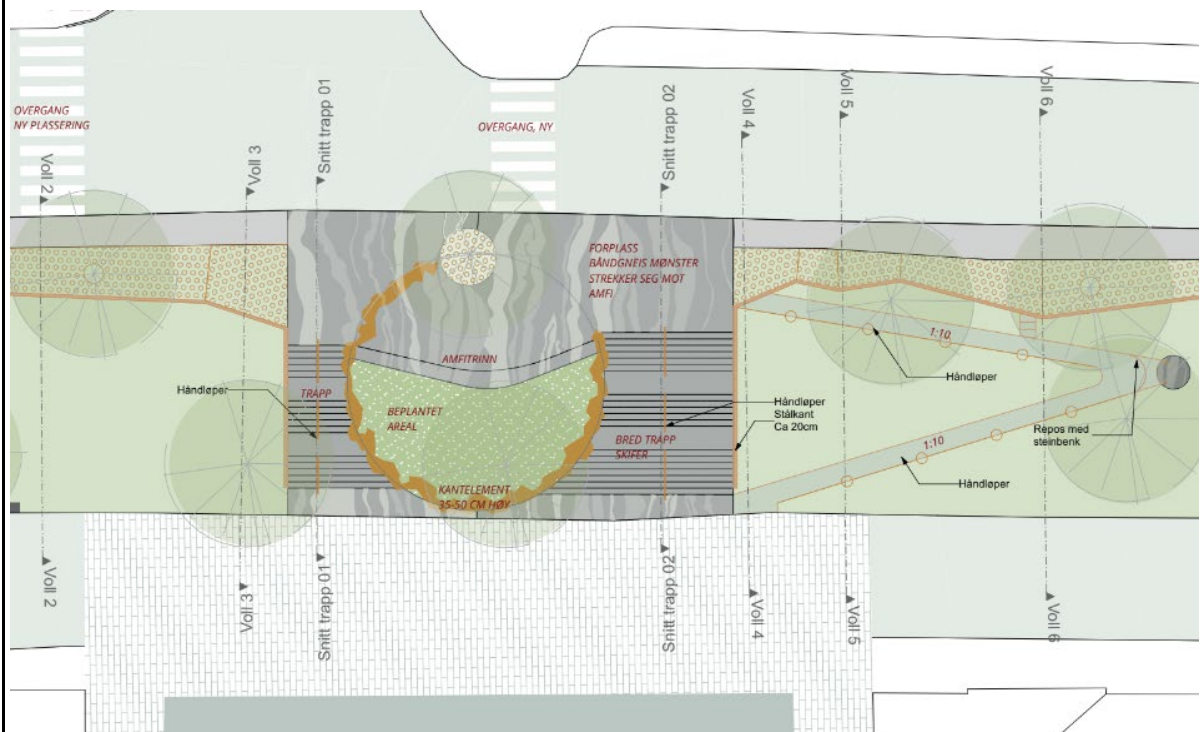 OVERGANG
NY PLASSERING
Voll 2
Voll 3
Snitt trapp 01
OVERGANG, NY
Snitt trapp 02
Voll 4
Voll 5
Voll 6
FORPLASS
BÅNDGNEIS MØNSTER
STREKKER SEG MOT
AMFI
AMFITRINN
1:10
Håndløper
Håndløper
TRAPP
BEPLANTET
AREAL
Håndløper
Stålkant
Ca 20cm
BRED TRAPP
SKIFER
Repos med
steinbenk
1:10
Håndløper
KANTELEMENT
35-50 CM HØY
Voll 2
Voll 3
Snitt trapp 01
Snitt trapp 02
Voll 4
Voll 5
Voll 6